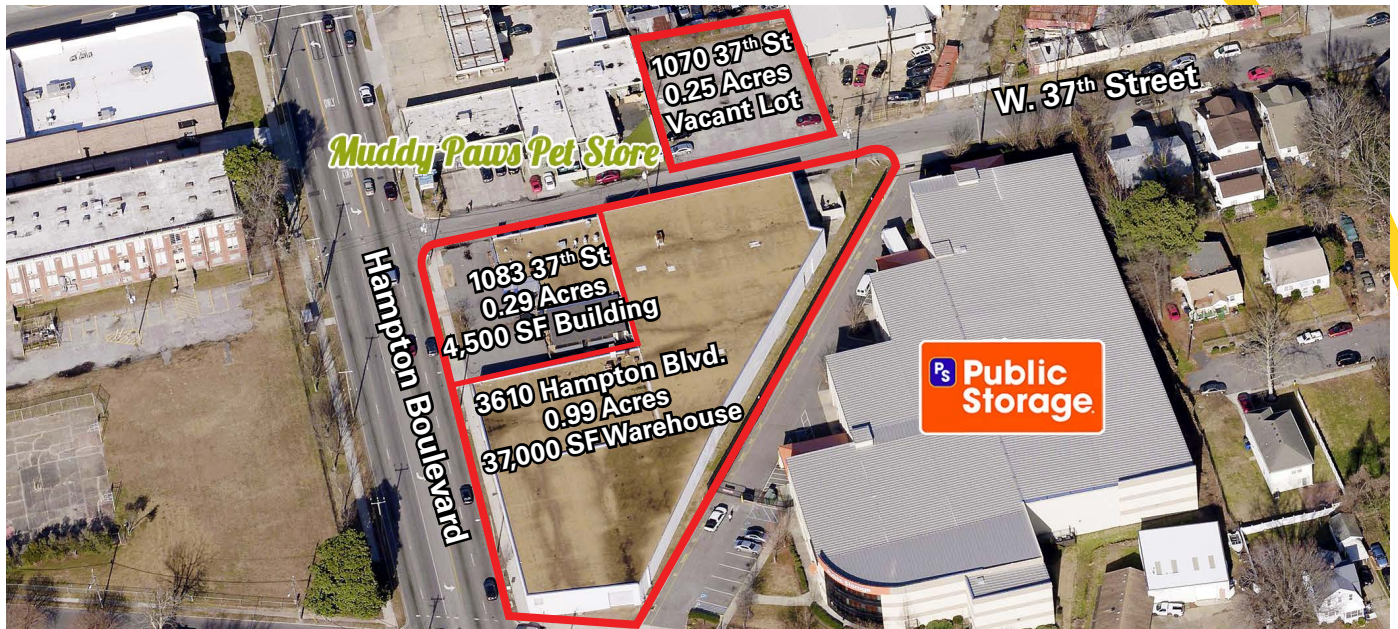 1070 37th St
0.25 Acres
Vacant Lot
W. 37th Street
Muddy Paws Pet Store
1083 37th St
0.29 Acres
4,500 SF Building
Hampton Boulevard
3610 Hampton Blvd.
0.99 Acres
37,000 SF Warehouse
PS Public
Storage